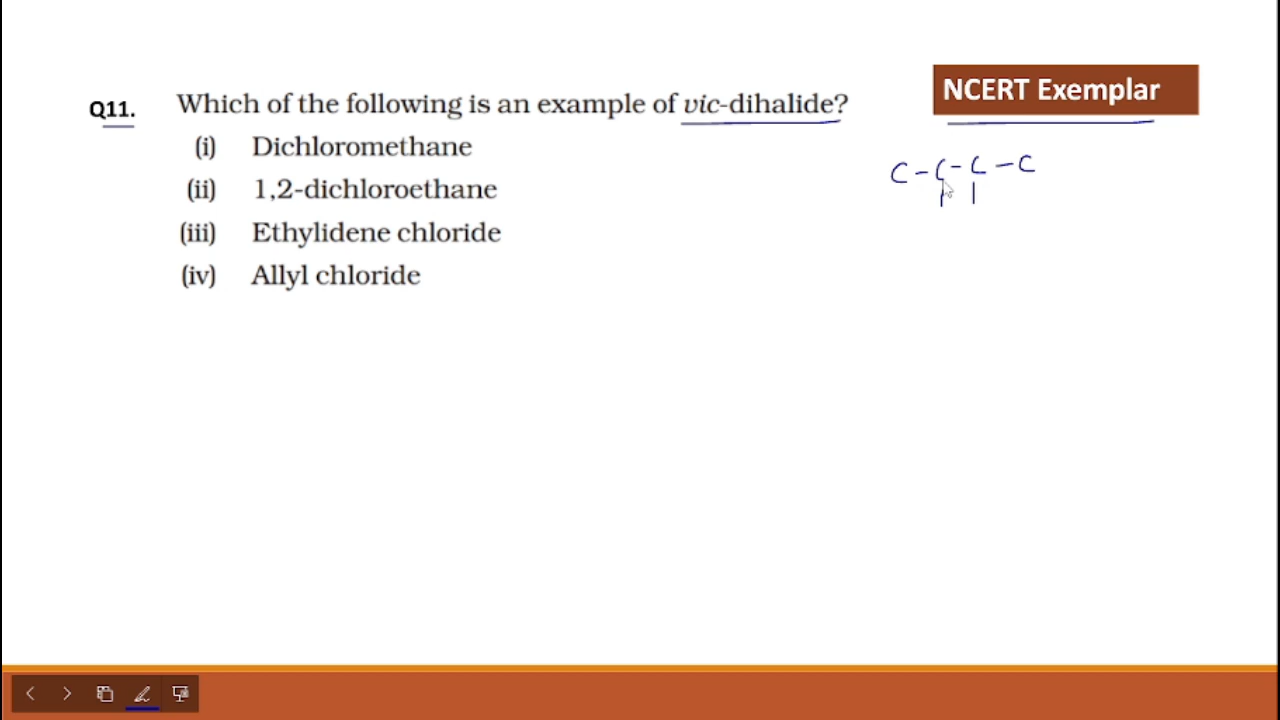 NCERT Exemplar
Q11. Which of the following is an example of vic-dihalide?
(i) Dichloromethane
(ii) 1,2-dichloroethane
(iii) Ethylidene chloride
(iv) Allyl chloride
C-C-C-C